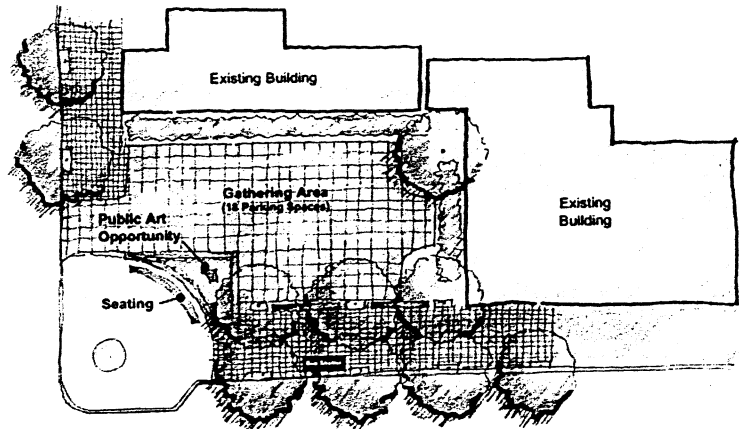 Existing Building
Gathering Area
(18 Parking Spaces)
Existing
Building
Public Art
Opportunity
Seating